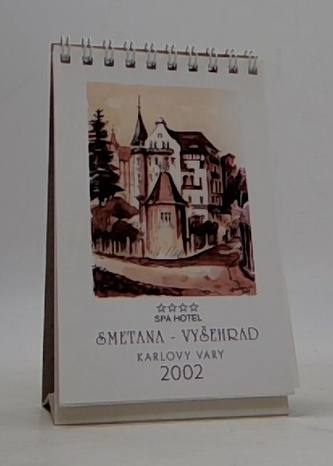 ☆☆☆☆
SPA HOTEL
SMETANA - VYŠEHRAD
KARLOVY VARY
2002